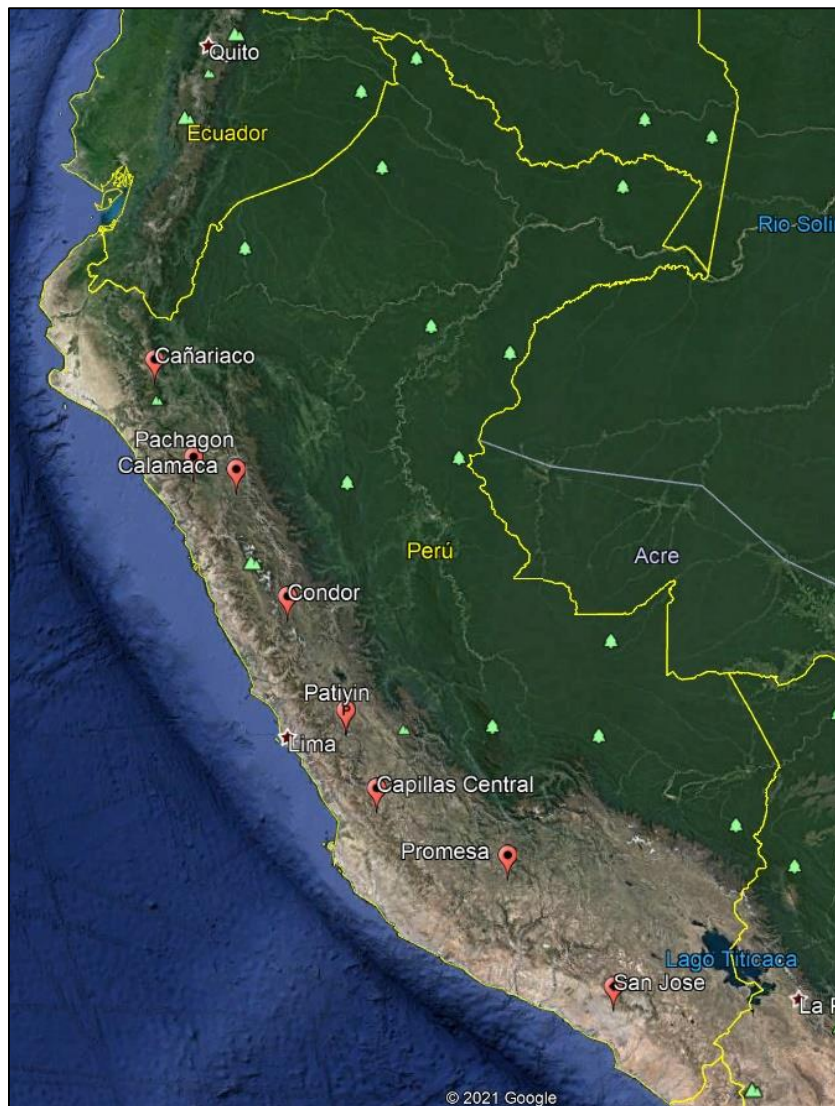 Quito
Ecuador
Rio Soli
Cañariaco
Pachagon
Calamaca
Perú
Acre
Condor
Patiyin
P
Lima
Capillas Central
Promesa
Lago Titicaca
San Jose
La P
© 2021 Google